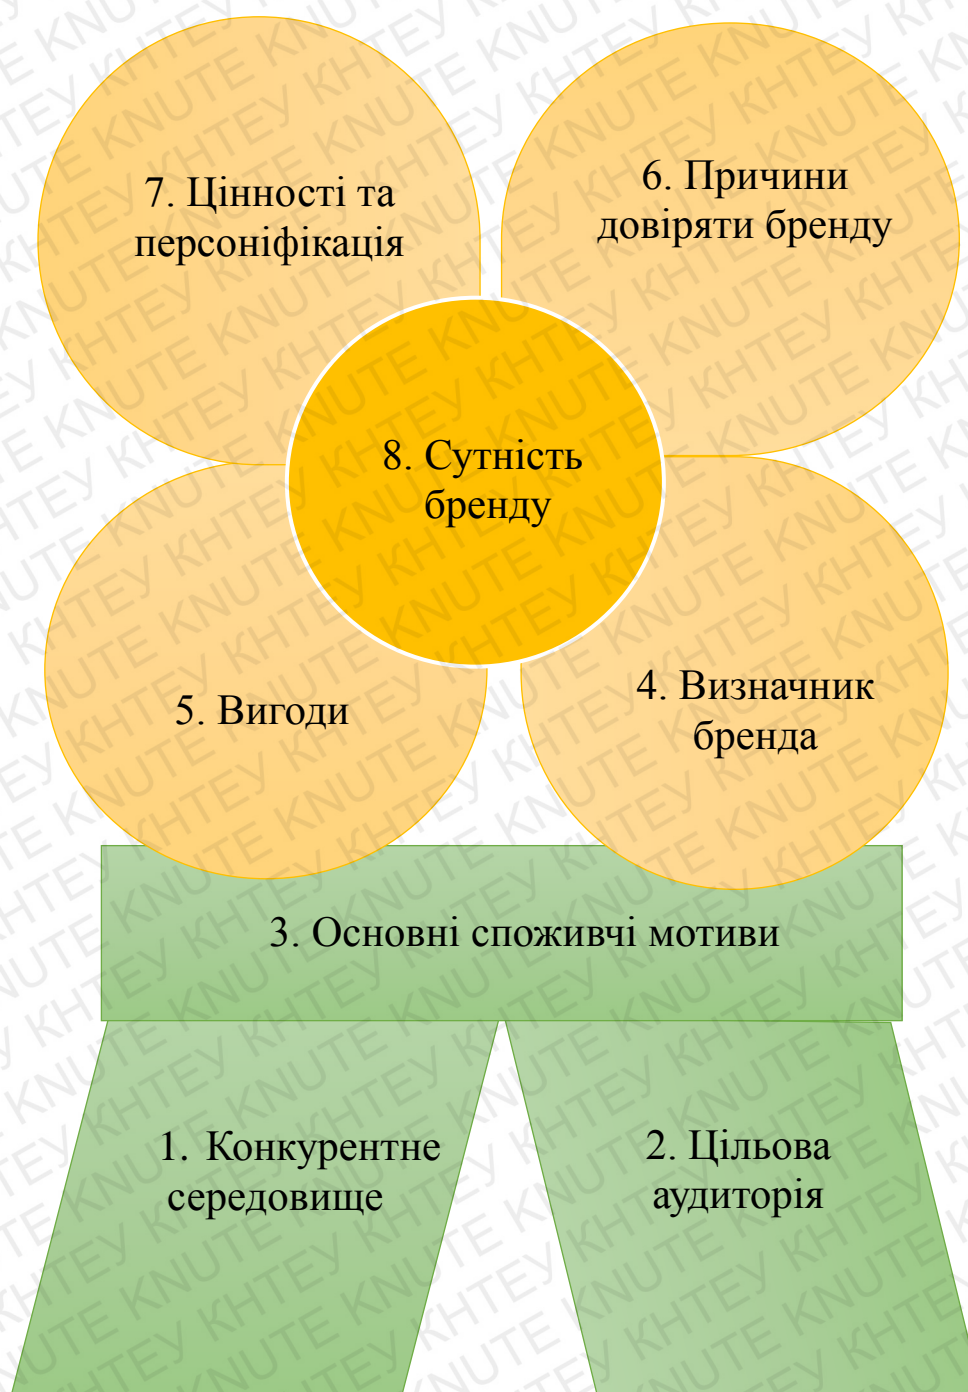 7. Цінності та
персоніфікація
6. Причини
довіряти бренду
8. Сутність
бренду
5. Вигоди
4. Визначник
бренда
3. Основні споживчі мотиви
1. Конкурентне
середовище
2. Цільова
аудиторія